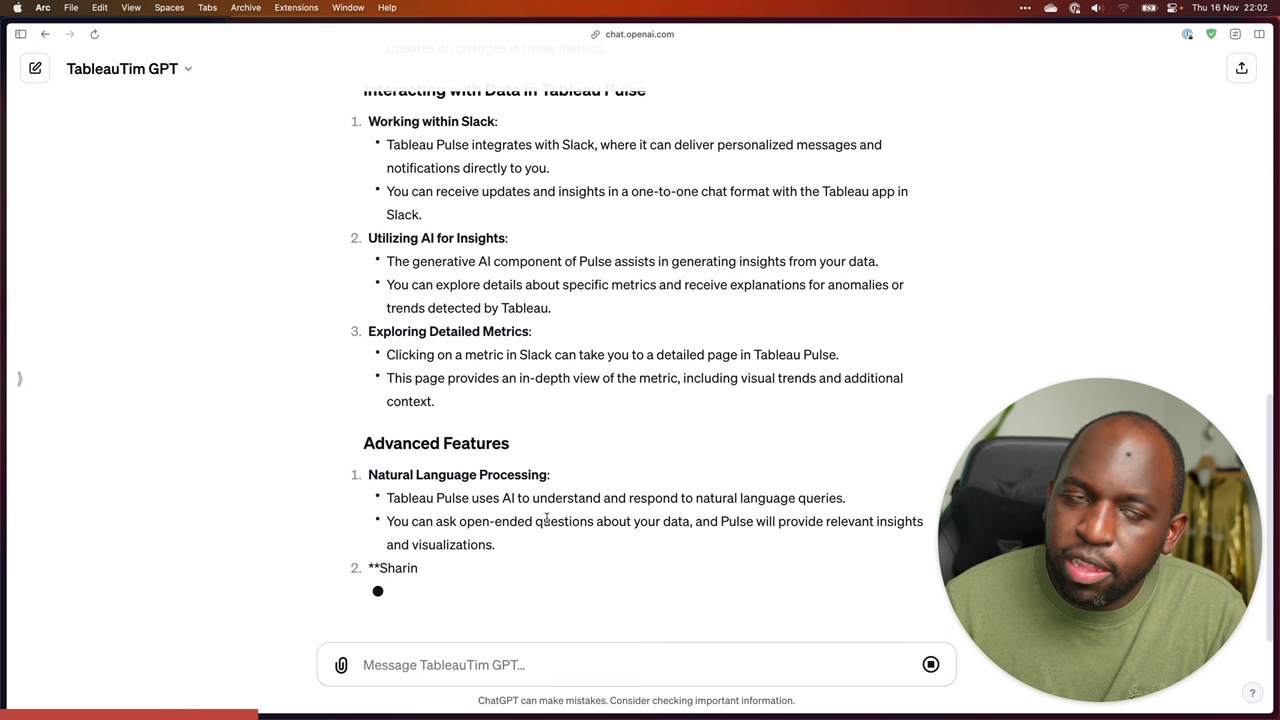 Arc File Edit View Spaces Tabs Archive Extensions Window Help
Thu 16 Nov 22:02
chat.openai.com
updates on changes in these metrics.
TableauTim GPT
Interacting with Data in Tableau Pulse
1. Working within Slack:
• Tableau Pulse integrates with Slack, where it can deliver personalized messages and
notifications directly to you.
• You can receive updates and insights in a one-to-one chat format with the Tableau app in
Slack.
2. Utilizing AI for Insights:
• The generative AI component of Pulse assists in generating insights from your data.
• You can explore details about specific metrics and receive explanations for anomalies or
trends detected by Tableau.
3. Exploring Detailed Metrics:
• Clicking on a metric in Slack can take you to a detailed page in Tableau Pulse.
• This page provides an in-depth view of the metric, including visual trends and additional
context.
Advanced Features
1. Natural Language Processing:
• Tableau Pulse uses AI to understand and respond to natural language queries.
• You can ask open-ended questions about your data, and Pulse will provide relevant insights
and visualizations.
2. **Sharin
Message TableauTim GPT...
ChatGPT can make mistakes. Consider checking important information.
?